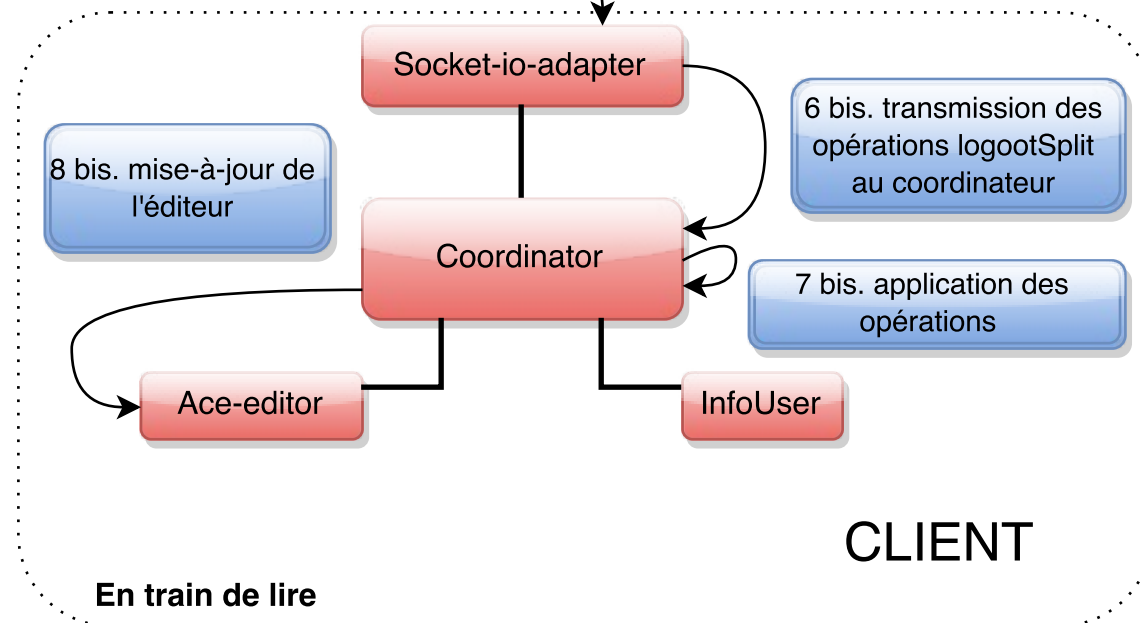 Socket-io-adapter
6 bis. transmission des
opérations logootSplit
au coordinateur
8 bis. mise-à-jour de
l'éditeur
Coordinator
7 bis. application des
opérations
Ace-editor
InfoUser
CLIENT
En train de lire